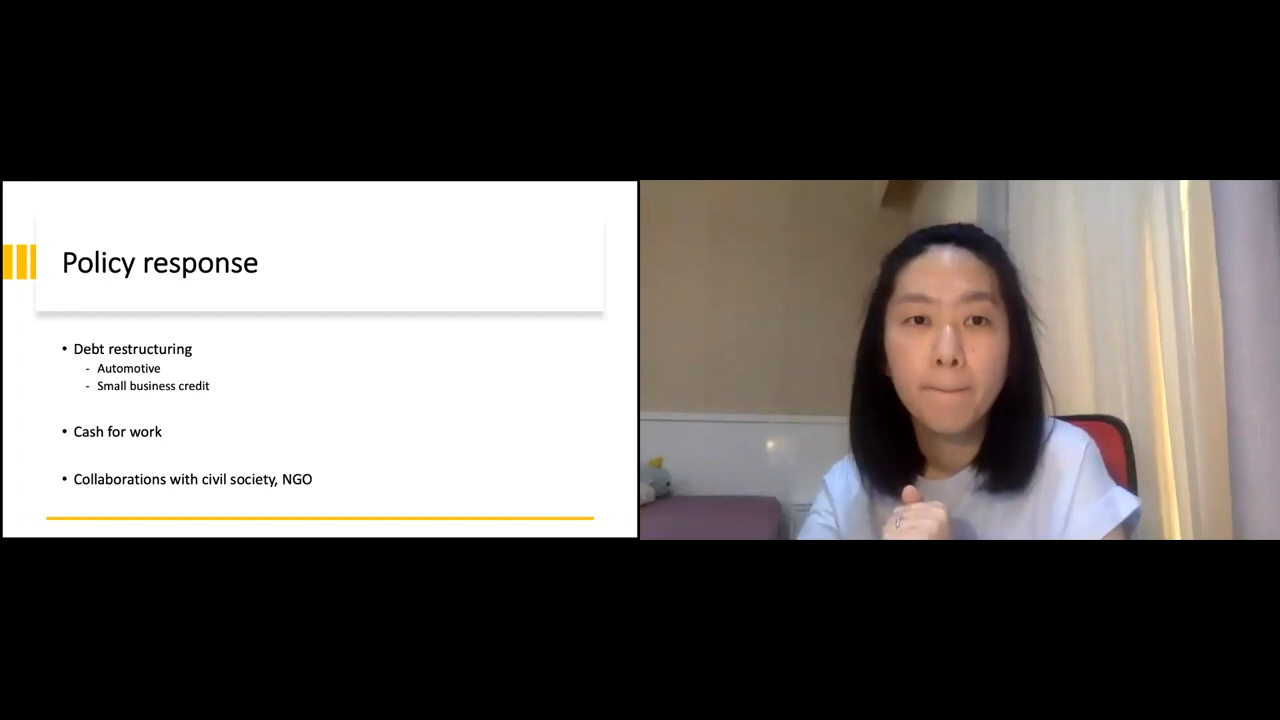 Policy response
• Debt restructuring
- Automotive
- Small business credit
• Cash for work
• Collaborations with civil society, NGO